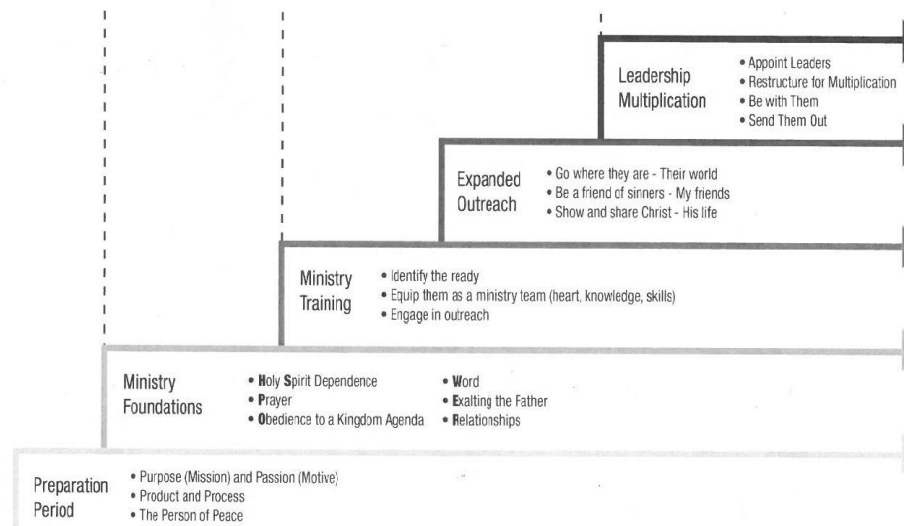 Leadership
Multiplication
• Appoint Leaders
• Restructure for Multiplication
• Be with Them
• Send Them Out
Expanded
Outreach
• Go where they are - Their world
• Be a friend of sinners - My friends
• Show and share Christ - His life
Ministry
Training
• Identify the ready
• Equip them as a ministry team (heart, knowledge, skills)
• Engage in outreach
Ministry
Foundations
• Holy Spirit Dependence
• Prayer
• Obedience to a Kingdom Agenda
• Word
• Exalting the Father
• Relationships
Preparation
Period
• Purpose (Mission) and Passion (Motive)
• Product and Process
• The Person of Peace